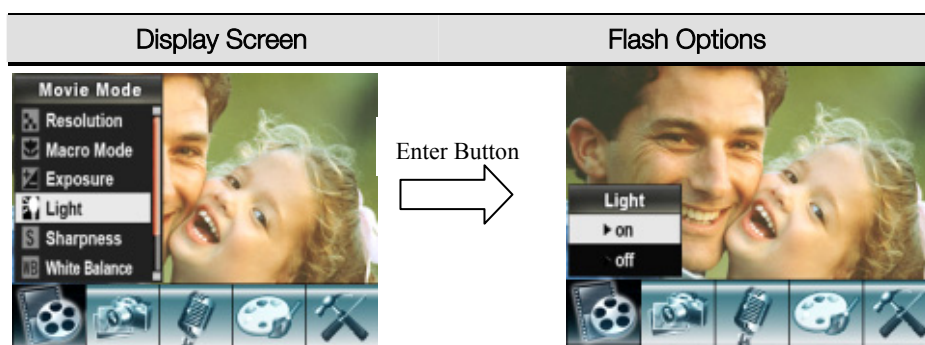 Display Screen
Flash Options
Movie Mode
Resolution
Macro Mode
Exposure
Light
S Sharpness
WB White Balance
Enter Button
Light
on
off